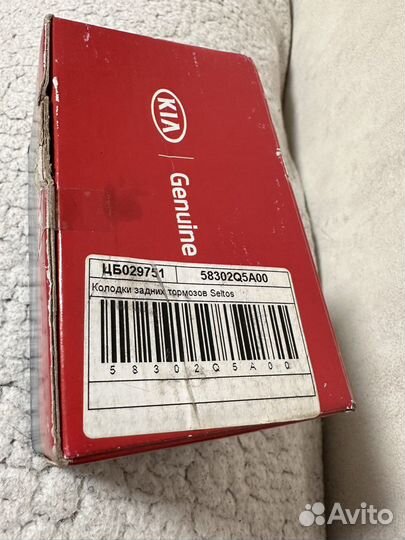 KIA
Genuine
ЦБ029751 58302Q5A00
Колодки задних тормозов Seltos
58302Q5A00
Avito